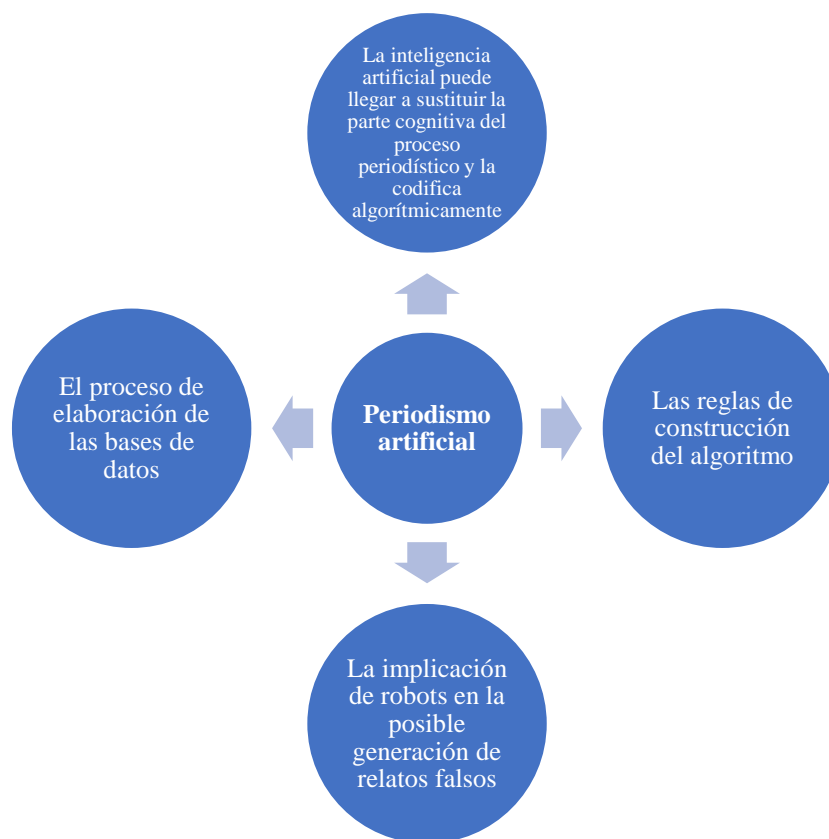 La inteligencia
artificial puede
llegar a sustituir la
parte cognitiva del
proceso
periodístico y la
codifica
algorítmicamente
El proceso de
elaboración de
las bases de
datos
Periodismo
artificial
Las reglas de
construcción
del algoritmo
La implicación
de robots en la
posible
generación de
relatos falsos